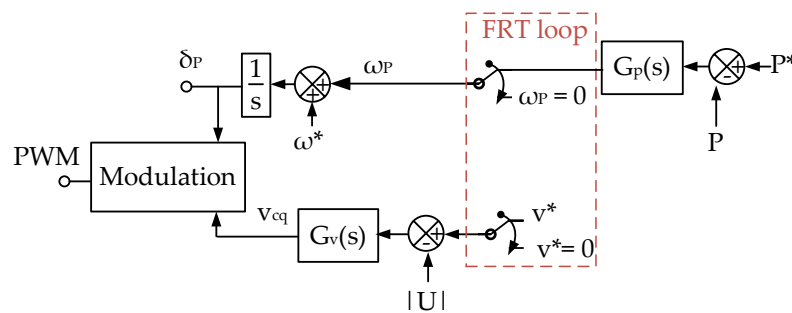 FRT loop
δP
1
s
+
+
ωP
ωP = 0
Gp(s)
+
-
P*
P
ω*
PWM
Modulation
vcq
Gv(s)
+
-
v*
v*= 0
|U|